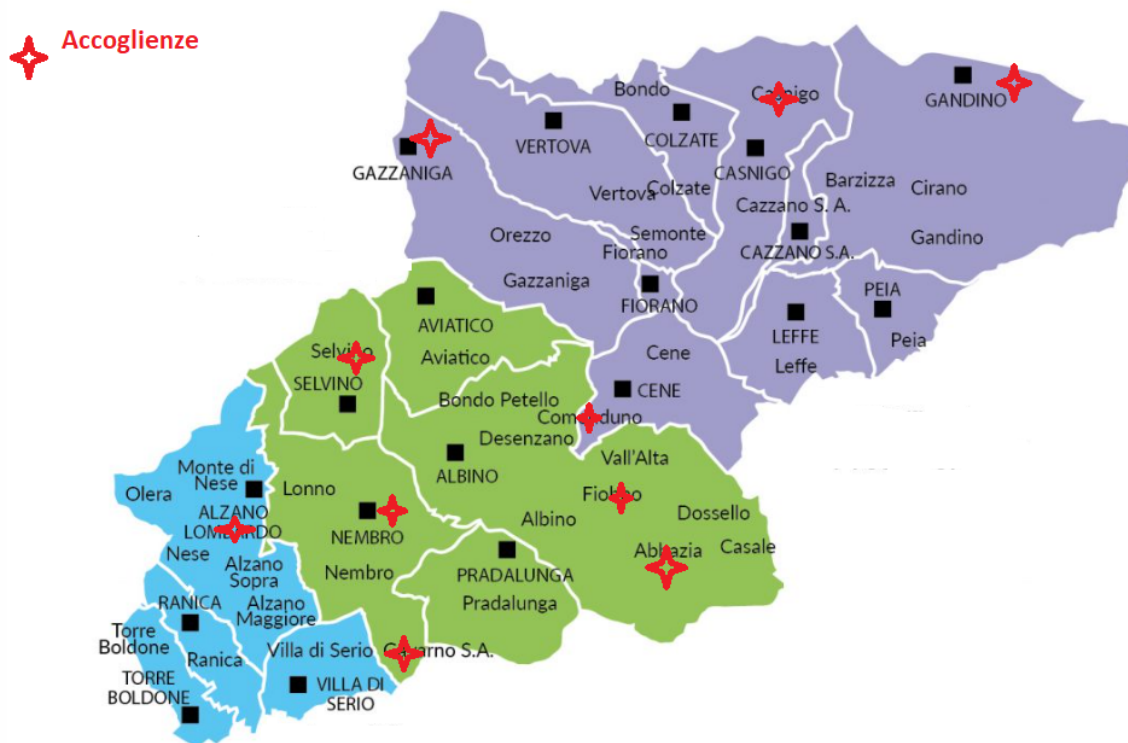 Accoglienze
Bondo
Casnigo
GANDINO
COLZATE
VERTOVA
GAZZANIGA
CASNIGO
Barzizza
Cirano
Vertova
Colzate
Cazzano S. A.
Orezzo
Semonte
Fiorano
Gandino
CAZZANO S.A.
Gazzaniga
FIORANO
PEIA
AVIATICO
LEFFE
Peia
Selvino
Aviatico
Cene
Leffe
SELVINO
CENE
Bondo Petello
Comenduno
Desenzano
Vall'Alta
ALBINO
Monte di
Nese
Olera
Lonno
Fiobbio
ALZANO
LOMBARDO
NEMBRO
Albino
Dossello
Nese
Abbazia
Casale
Alzano
Sopra
Nembro
PRADALUNGA
Pradalunga
RANICA
Alzano
Maggiore
Torre
Boldone
Ranica
Villa di Serio
Gavarno S.A.
TORRE
BOLDONE
VILLA DI
SERIO